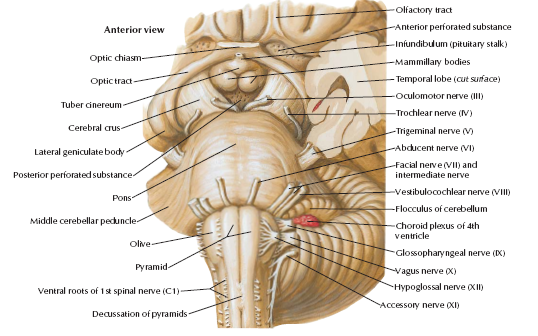 Anterior view
Optic chiasm
Optic tract
Tuber cinereum
Cerebral crus
Lateral geniculate body
Posterior perforated substance
Pons
Middle cerebellar peduncle
Olive
Pyramid
Ventral roots of 1st spinal nerve (C1)
Decussation of pyramids
Olfactory tract
Anterior perforated substance
Infundibulum (pituitary stalk)
Mammillary bodies
Temporal lobe (cut surface)
Oculomotor nerve (III)
Trochlear nerve (IV)
Trigeminal nerve (V)
Abducent nerve (VI)
Facial nerve (VII) and
intermediate nerve
Vestibulocochlear nerve (VIII)
Flocculus of cerebellum
Choroid plexus of 4th
ventricle
Glossopharyngeal nerve (IX)
Vagus nerve (X)
Hypoglossal nerve (XII)
Accessory nerve (XI)